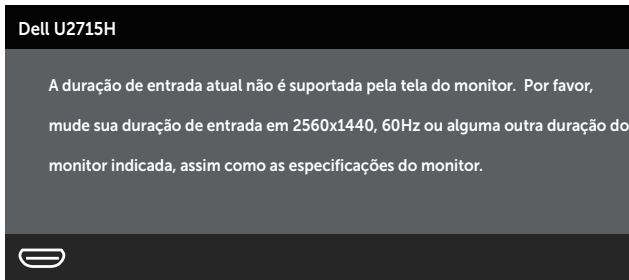 Dell U2715H
A duração de entrada atual não é suportada pela tela do monitor. Por favor,
mude sua duração de entrada em 2560x1440, 60Hz ou alguma outra duração do
monitor indicada, assim como as especificações do monitor.